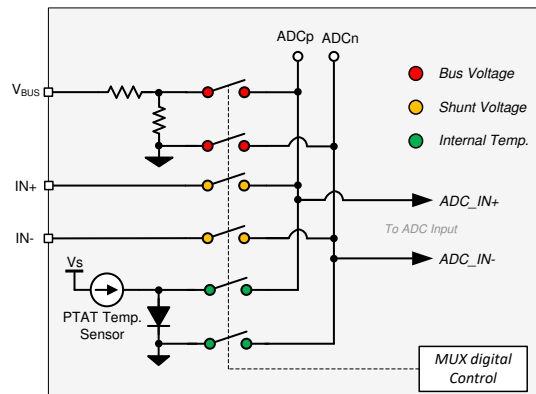 ADCp ADCn
Bus Voltage
VBUS
Shunt Voltage
Internal Temp.
IN+
ADC_IN+
To ADC Input
IN-
ADC_IN-
Vs
PTAT Temp.
Sensor
MUX digital
Control